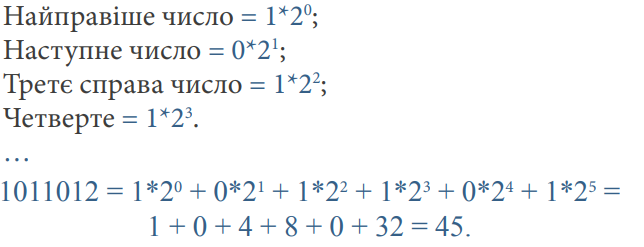 Найправіше число = 1*2⁰;
Наступне число = 0*2¹;
Третє справа число = 1*2²;
Четверте = 1*2³.
…
1011012 = 1*2⁰ + 0*2¹ + 1*2² + 1*2³ + 0*2⁴ + 1*2⁵ =
1 + 0 + 4 + 8 + 0 + 32 = 45.